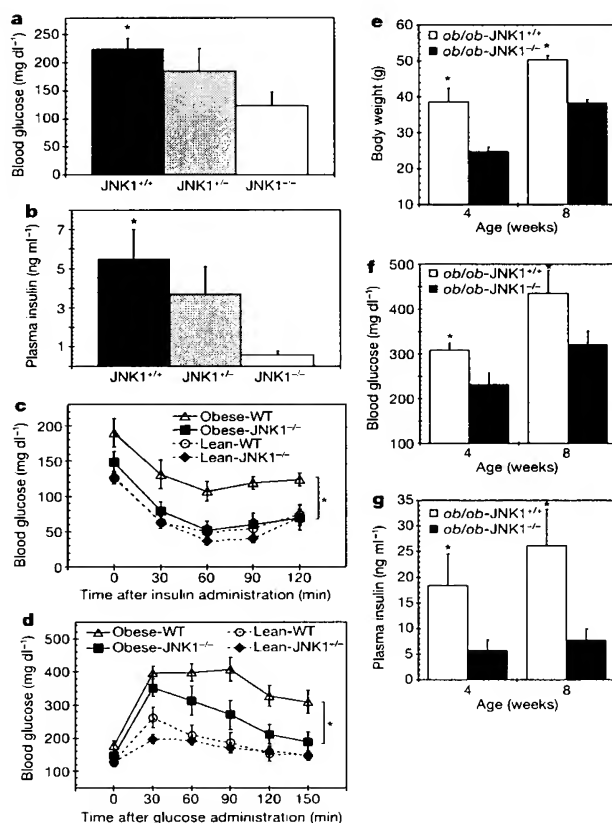 a
Blood glucose (mg dl⁻¹)
250
200
150
100
50
0
JNK1⁺/⁺ JNK1⁺/⁻ JNK1⁻/⁻
b
Plasma insulin (ng ml⁻¹)
7
5
3
1
JNK1⁺/⁺ JNK1⁺/⁻ JNK1⁻/⁻
*
*
c
Obese-WT
Obese-JNK1⁻/⁻
Lean-WT
Lean-JNK1⁻/⁻
Blood glucose (mg dl⁻¹)
200
150
100
50
0
*
0 30 60 90 120
Time after insulin administration (min)
d
Obese-WT Lean-WT
Obese-JNK1⁻/⁻ Lean-JNK1⁻/⁻
Blood glucose (mg dl⁻¹)
400
300
200
100
*
0 30 60 90 120 150
Time after glucose administration (min)
e
ob/ob-JNK1⁺/⁺
ob/ob-JNK1⁻/⁻
Body weight (g)
60
50
40
30
20
10
* *
4 8
Age (weeks)
f
ob/ob-JNK1⁺/⁺
ob/ob-JNK1⁻/⁻
Blood glucose (mg dl⁻¹)
500
400
300
200
100
* *
4 8
Age (weeks)
g
ob/ob-JNK1⁺/⁺
ob/ob-JNK1⁻/⁻
Plasma insulin (ng ml⁻¹)
35
30
25
20
15
10
5
0
* *
4 8
Age (weeks)